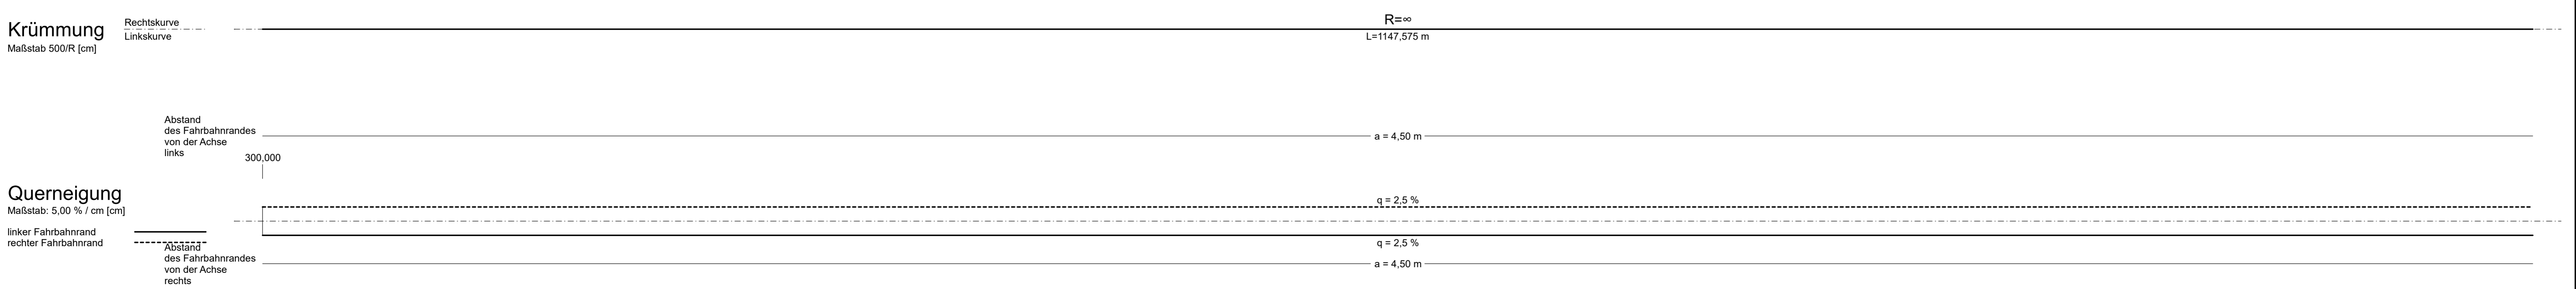 Krümmung
Maßstab 500/R [cm]
Rechtskurve
Linkskurve
R=∞
L=1147,575 m
Abstand
des Fahrbahnrandes
von der Achse
links
a = 4,50 m
300,000
Querneigung
Maßstab: 5,00 % / cm [cm]
q = 2,5 %
linker Fahrbahnrand
rechter Fahrbahnrand
q = 2,5 %
Abstand
des Fahrbahnrandes
von der Achse
rechts
a = 4,50 m